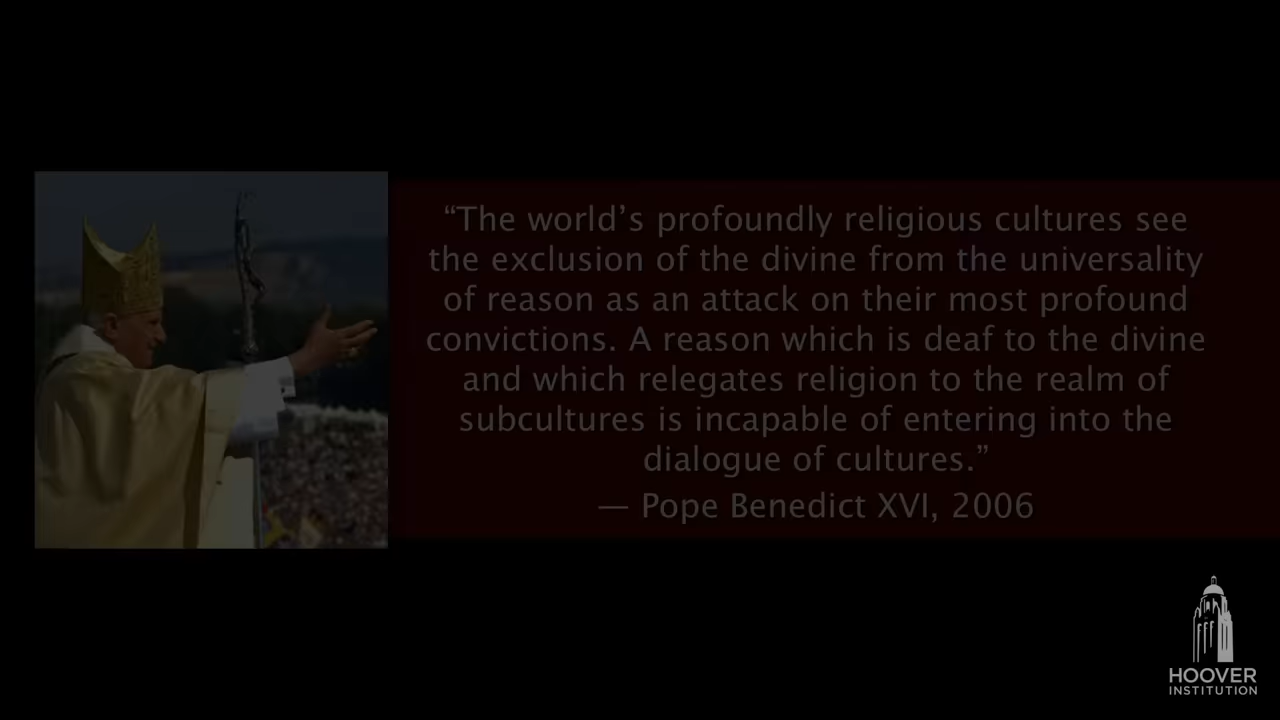 “The world’s profoundly religious cultures see
the exclusion of the divine from the universality
of reason as an attack on their most profound
convictions. A reason which is deaf to the divine
and which relegates religion to the realm of
subcultures is incapable of entering into the
dialogue of cultures.”
— Pope Benedict XVI, 2006
HOOVER
INSTITUTION